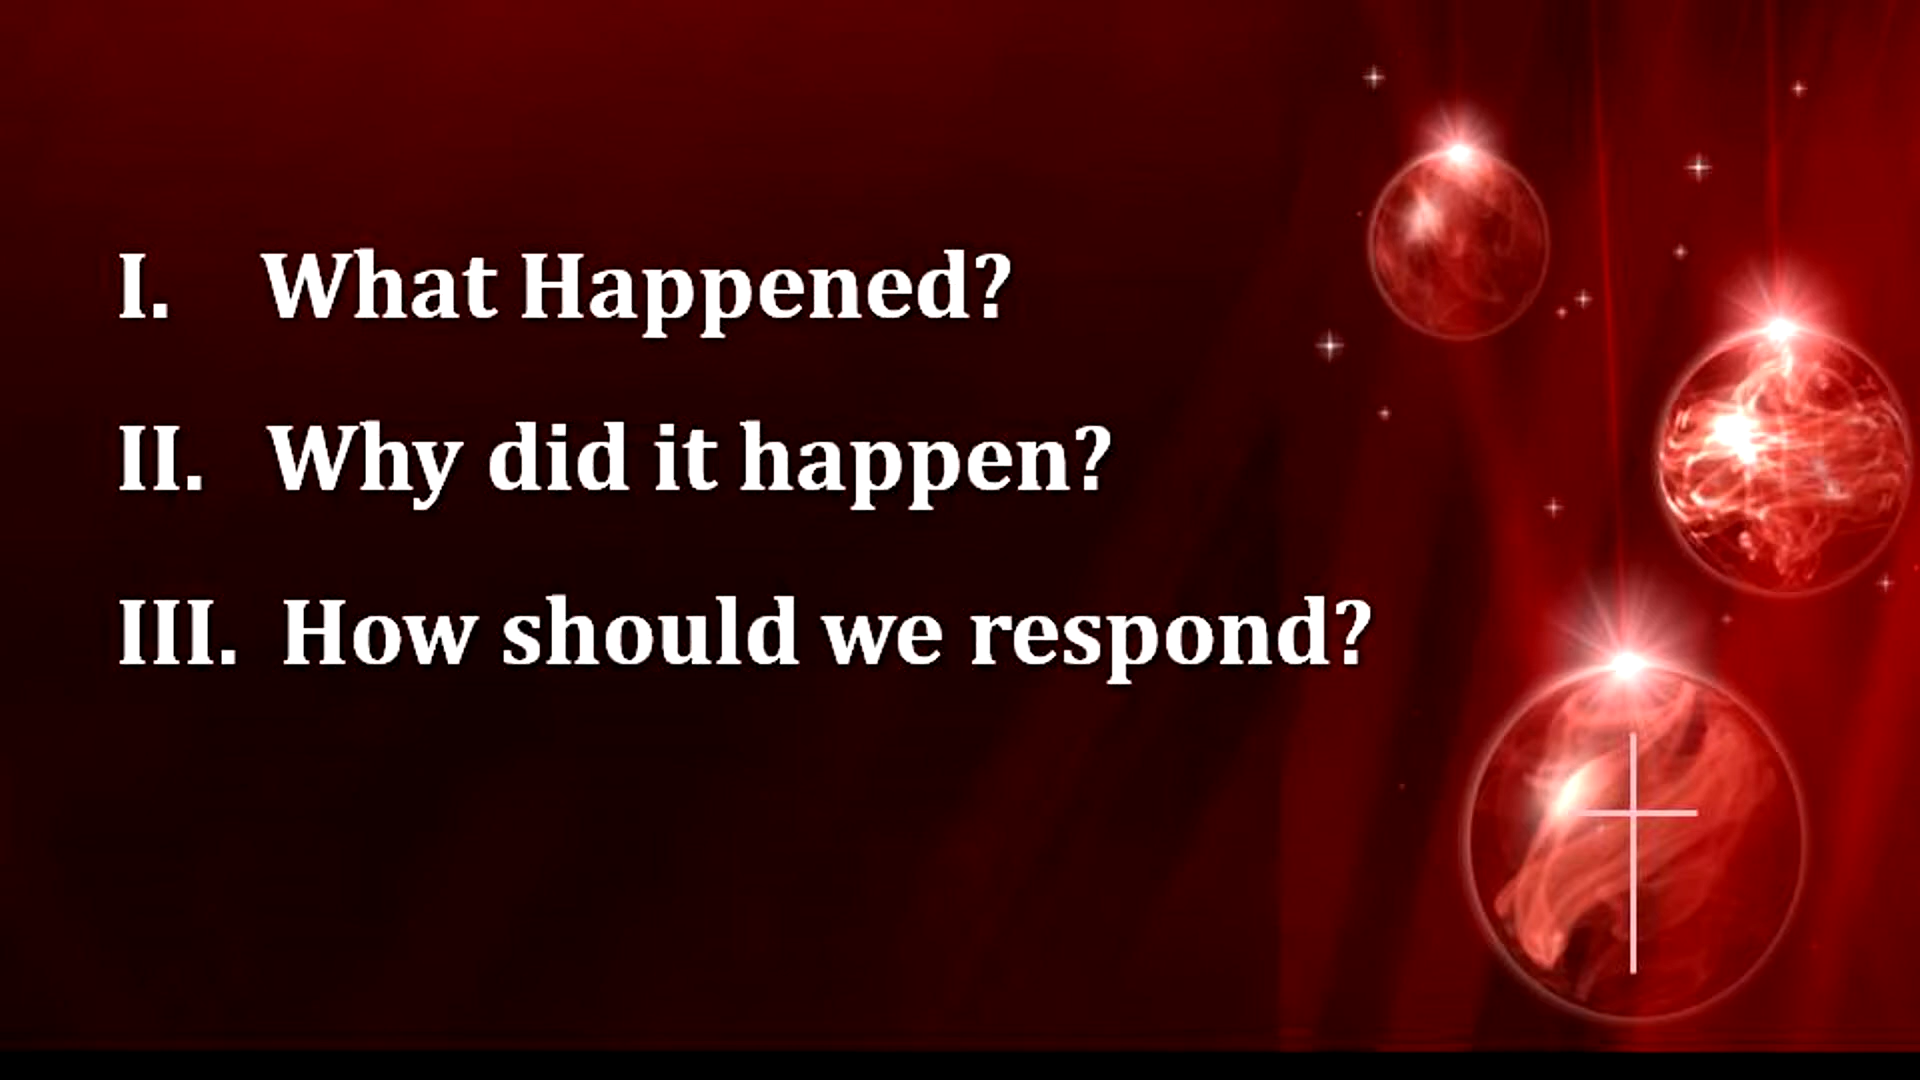 I. What Happened?
II. Why did it happen?
III. How should we respond?